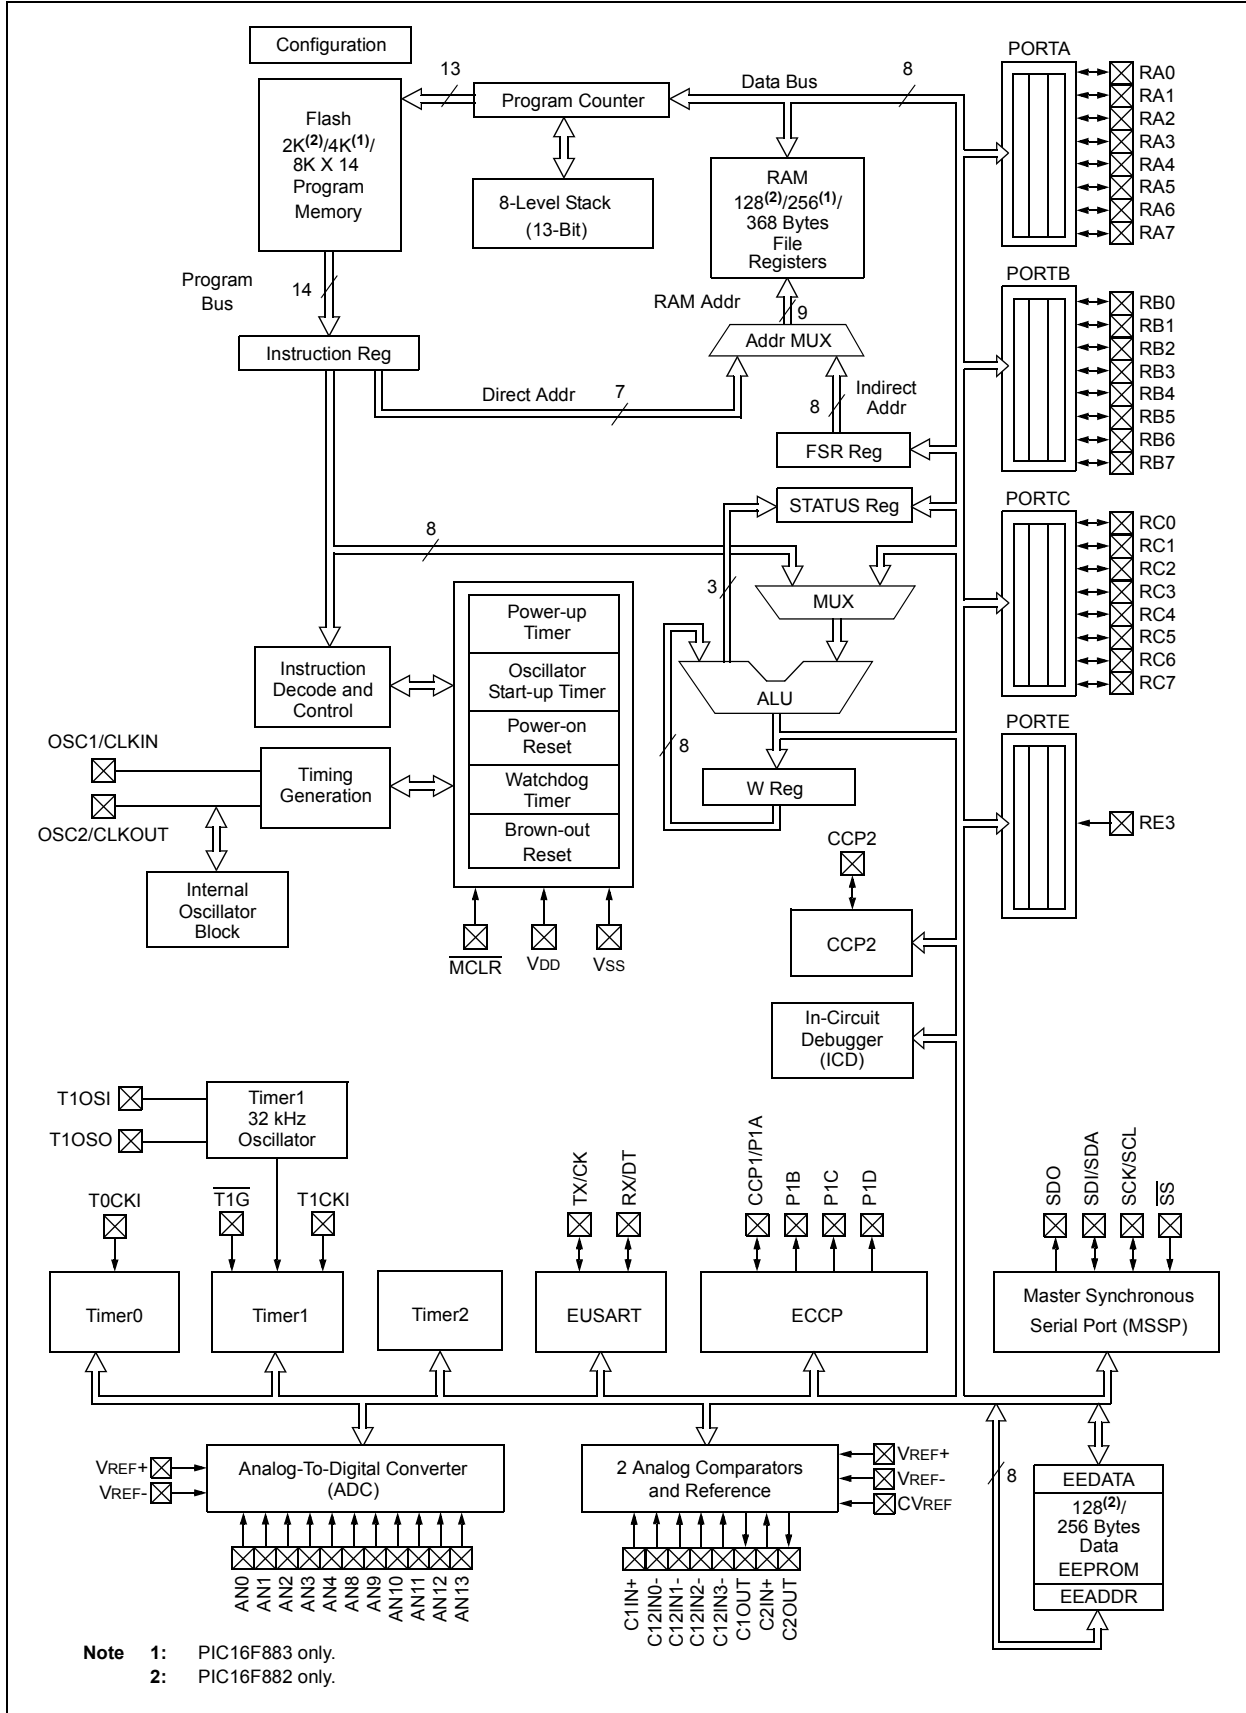 Configuration
Flash
2K(2)/4K(1)/
8K X 14
Program
Memory
13
Program Counter
Data Bus
8
8-Level Stack
(13-Bit)
RAM
128(2)/256(1)/
368 Bytes
File
Registers
PORTA
RA0
RA1
RA2
RA3
RA4
RA5
RA6
RA7
Program
Bus
14
RAM Addr
9
Addr MUX
Instruction Reg
Direct Addr
7
8
Indirect
Addr
FSR Reg
PORTB
RB0
RB1
RB2
RB3
RB4
RB5
RB6
RB7
STATUS Reg
8
3
MUX
ALU
8
W Reg
PORTC
RC0
RC1
RC2
RC3
RC4
RC5
RC6
RC7
Power-up
Timer
Oscillator
Start-up Timer
Power-on
Reset
Watchdog
Timer
Brown-out
Reset
Instruction
Decode and
Control
OSC1/CLKIN
OSC2/CLKOUT
Timing
Generation
Internal
Oscillator
Block
MCLR
VDD
VSS
PORTE
RE3
CCP2
CCP2
In-Circuit
Debugger
(ICD)
T1OSI
T1OSO
Timer1
32 kHz
Oscillator
T0CKI
T1G
T1CKI
TX/CK
RX/DT
CCP1/P1A
P1B
P1C
P1D
SDO
SDI/SDA
SCK/SCL
SS
Timer0
Timer1
Timer2
EUSART
ECCP
Master Synchronous
Serial Port (MSSP)
VREF+
VREF-
Analog-To-Digital Converter
(ADC)
AN0
AN1
AN2
AN3
AN4
AN8
AN9
AN10
AN11
AN12
AN13
2 Analog Comparators
and Reference
VREF+
VREF-
CVREF
C1IN+
C12IN0-
C12IN1-
C12IN2-
C12IN3-
C1OUT
C2IN+
C2OUT
8
EEDATA
128(2)/
256 Bytes
Data
EEPROM
EEADDR
Note 1: PIC16F883 only.
2: PIC16F882 only.